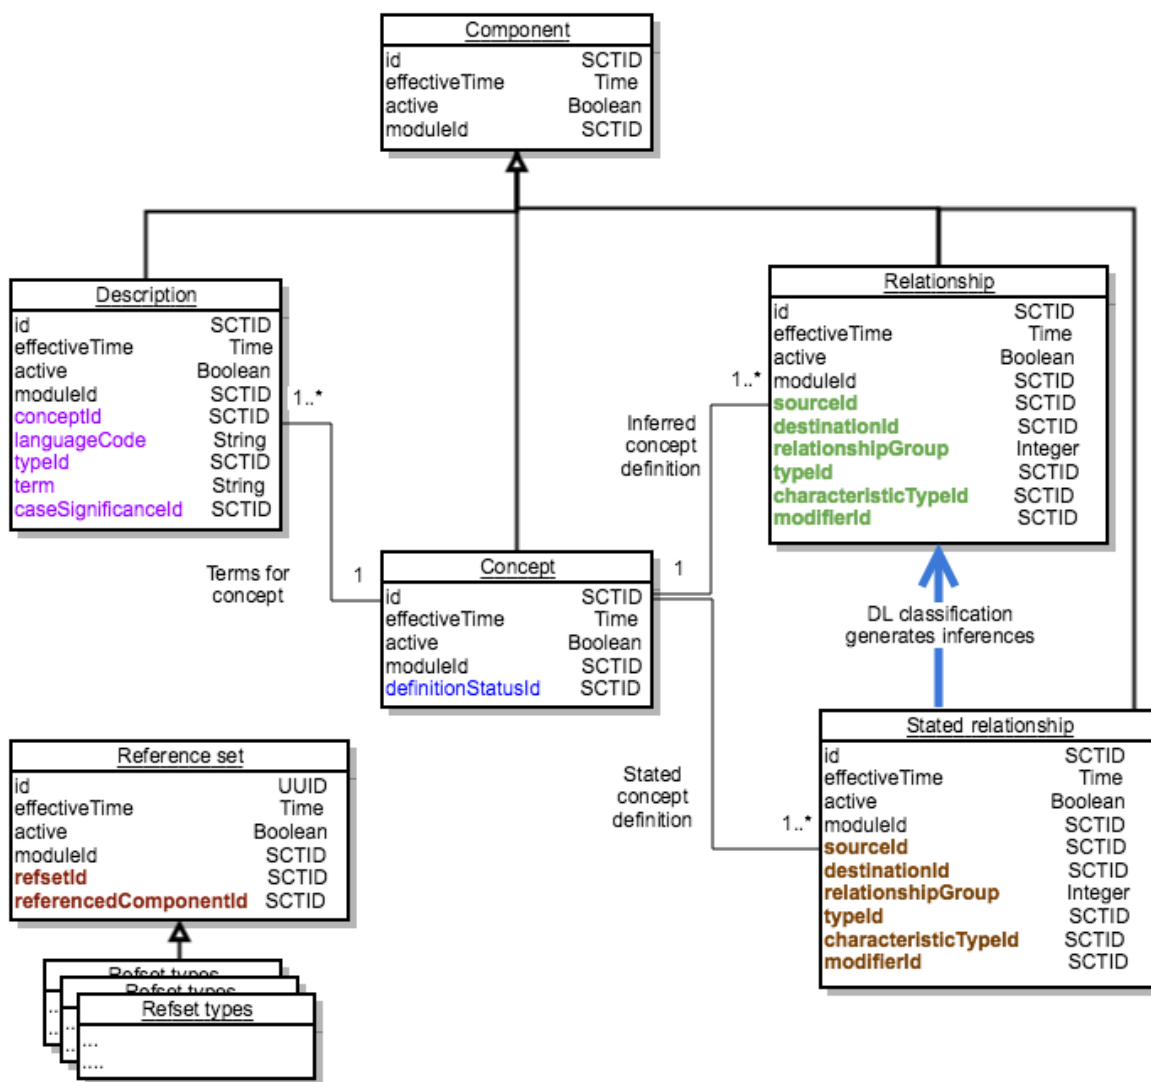 Component
id SCTID
effectiveTime Time
active Boolean
moduleId SCTID
Description
id SCTID
effectiveTime Time
active Boolean
moduleId SCTID
conceptId SCTID
languageCode String
typeId SCTID
term String
caseSignificanceId SCTID
1..*
Terms for
concept
1
Relationship
id SCTID
effectiveTime Time
active Boolean
moduleId SCTID
sourceId SCTID
destinationId SCTID
relationshipGroup Integer
typeId SCTID
characteristicTypeId SCTID
modifierId SCTID
1..*
Inferred
concept
definition
1
Concept
id SCTID
effectiveTime Time
active Boolean
moduleId SCTID
definitionStatusId SCTID
DL classification
generates inferences
Stated relationship
id SCTID
effectiveTime Time
active Boolean
moduleId SCTID
sourceId SCTID
destinationId SCTID
relationshipGroup Integer
typeId SCTID
characteristicTypeId SCTID
modifierId SCTID
Stated
concept
definition
1..*
Reference set
id UUID
effectiveTime Time
active Boolean
moduleId SCTID
refsetId SCTID
referencedComponentId SCTID
Refset types
Refset types
Refset types
...
....